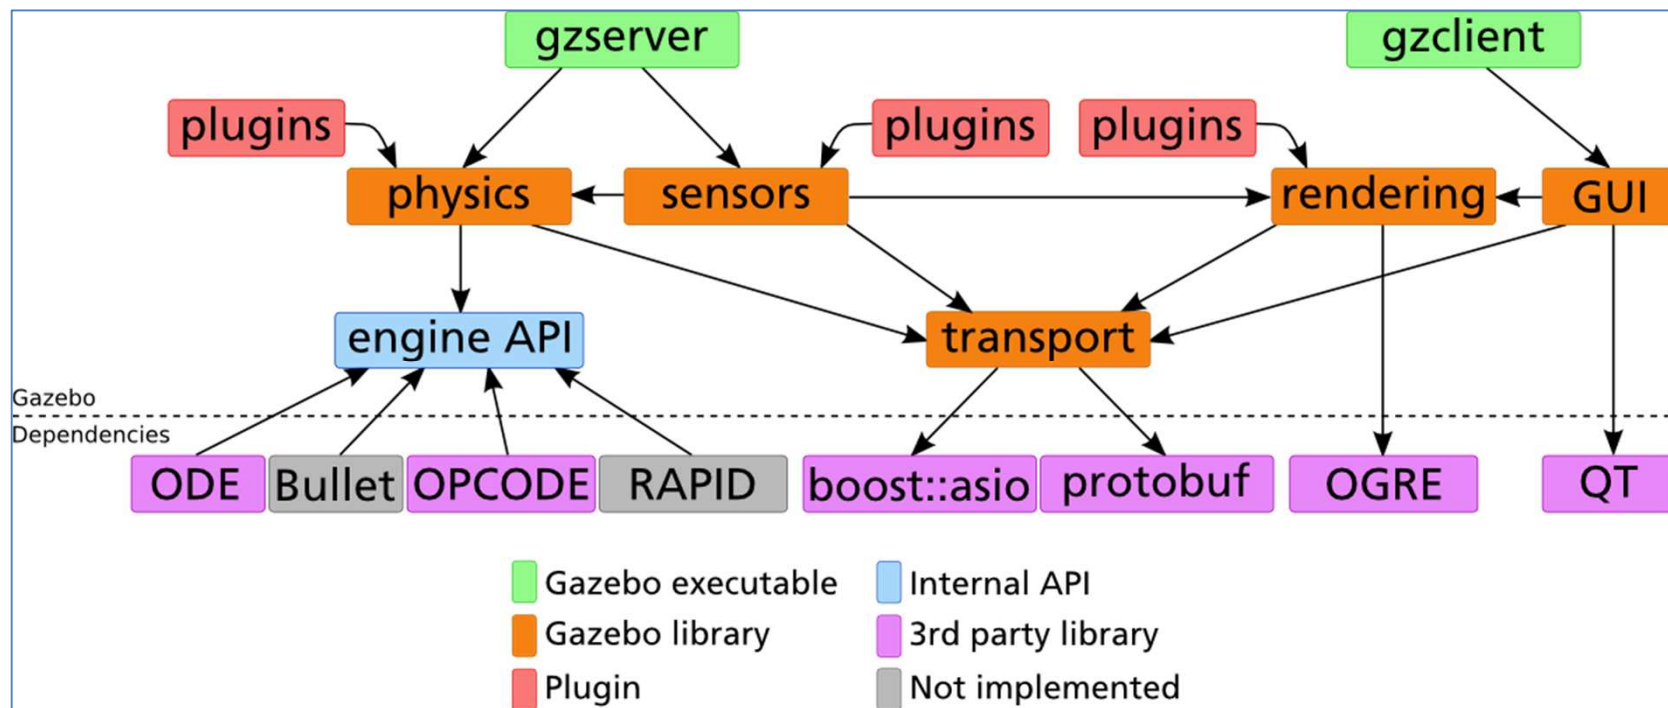 gzserver
gzclient
plugins
plugins
plugins
physics
sensors
rendering
GUI
engine API
transport
Gazebo
Dependencies
ODE
Bullet
OPCODE
RAPID
boost::asio
protobuf
OGRE
QT
Gazebo executable
Internal API
Gazebo library
3rd party library
Plugin
Not implemented